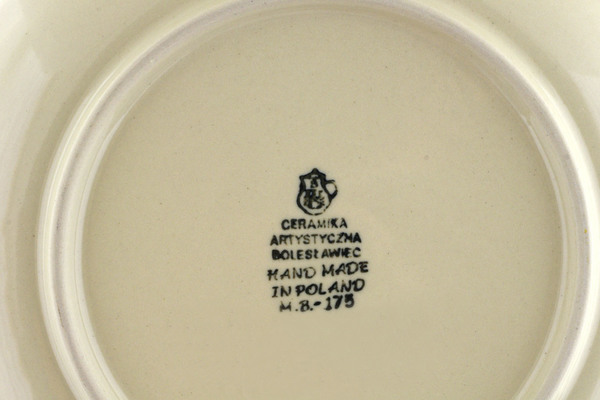 CERAMIKA
ARTYSTYCZNA
BOLESŁAWIEC
HAND MADE
IN POLAND
M.B.-175